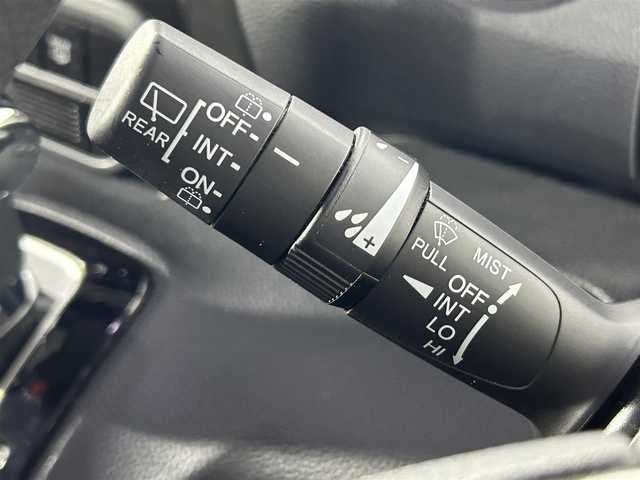 REAR
OFF
INT
ON
PULL
MIST
OFF
INT
LO
HI